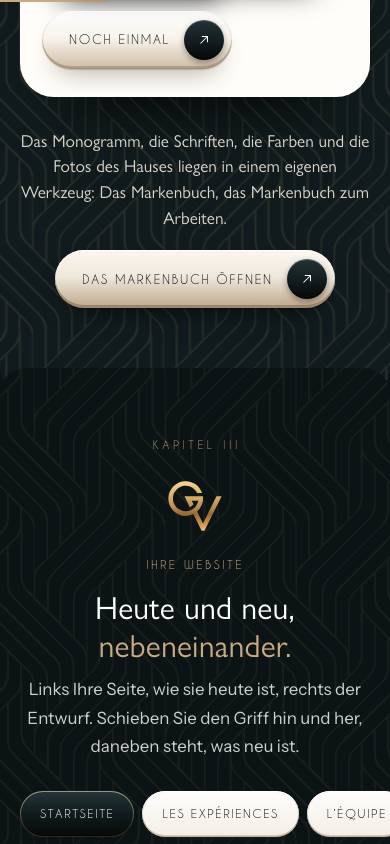 NOCH EINMAL
Das Monogramm, die Schriften, die Farben und die
Fotos des Hauses liegen in einem eigenen
Werkzeug: Das Markenbuch, das Markenbuch zum
Arbeiten.
DAS MARKENBUCH ÖFFNEN
KAPITEL III
GV
IHRE WEBSITE
Heute und neu,
nebeneinander.
Links Ihre Seite, wie sie heute ist, rechts der
Entwurf. Schieben Sie den Griff hin und her,
daneben steht, was neu ist.
STARTSEITE
LES EXPÉRIENCES
L'ÉQUIPE